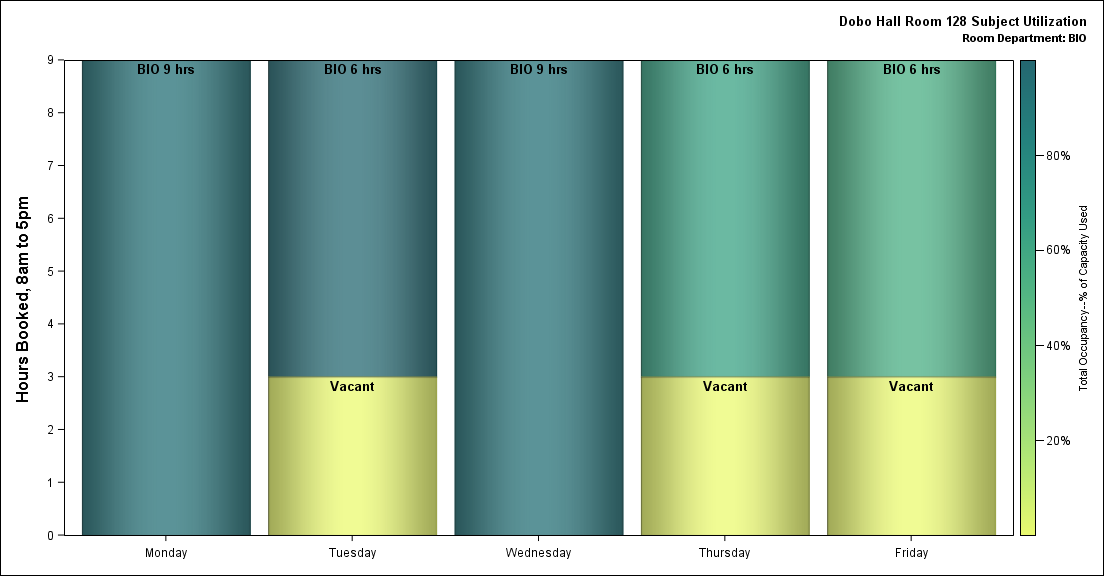 Dobo Hall Room 128 Subject Utilization
Room Department: BIO
Hours Booked, 8am to 5pm
9
8
7
6
5
4
3
2
1
0
BIO 9 hrs
BIO 6 hrs
BIO 9 hrs
BIO 6 hrs
BIO 6 hrs
Vacant
Vacant
Vacant
Monday
Tuesday
Wednesday
Thursday
Friday
80%
60%
40%
20%
Total Occupancy--% of Capacity Used